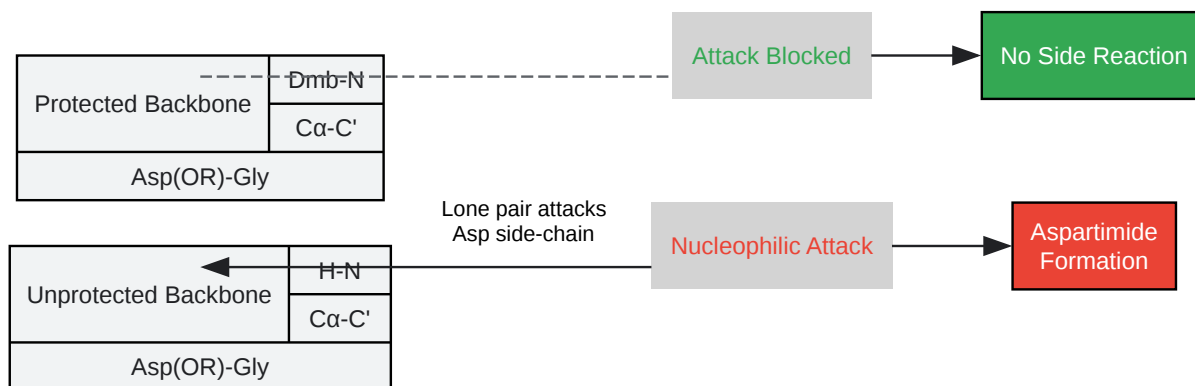 Attack Blocked
No Side Reaction
Protected Backbone
Dmb-N
Cα-C'
Asp(OR)-Gly
Lone pair attacks
Asp side-chain
Nucleophilic Attack
Aspartimide
Formation
Unprotected Backbone
H-N
Cα-C'
Asp(OR)-Gly